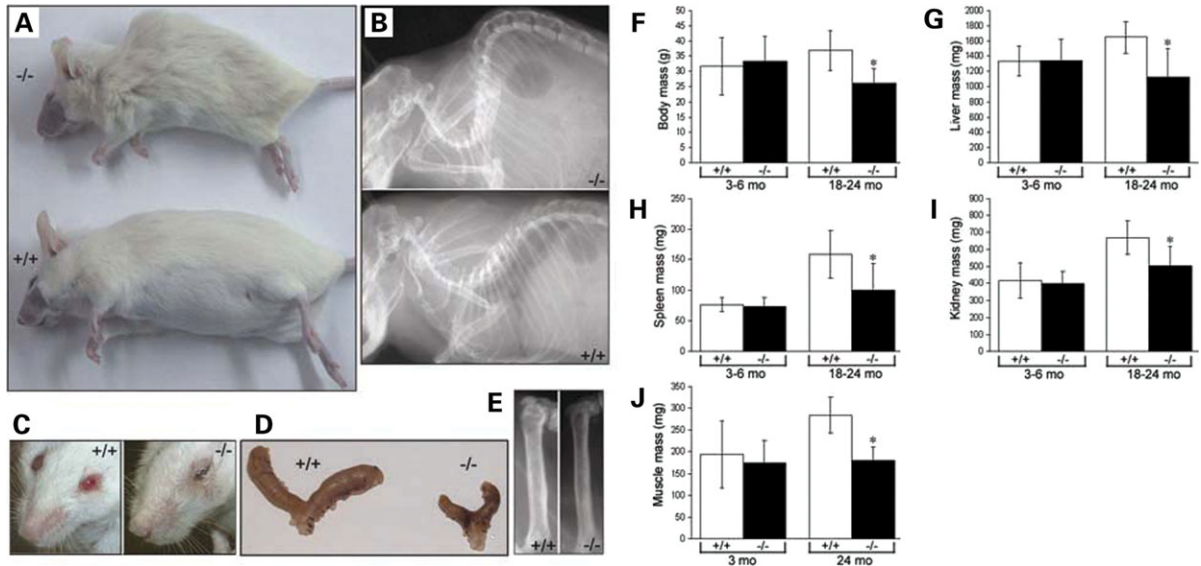 A
-/-
+/+
B
-/-
+/+
C
+/+
-/-
D
+/+
-/-
E
+/+
-/-
F
Body mass (g)
50
45
40
35
30
25
20
15
10
5
0
*
+/+ -/- +/+ -/-
3-6 mo 18-24 mo
G
Liver mass (mg)
2000
1800
1600
1400
1200
1000
800
600
400
200
0
*
+/+ -/- +/+ -/-
3-6 mo 18-24 mo
H
Spleen mass (mg)
250
200
150
100
50
0
*
+/+ -/- +/+ -/-
3-6 mo 18-24 mo
I
Kidney mass (mg)
900
800
700
600
500
400
300
200
100
0
*
+/+ -/- +/+ -/-
3-6 mo 18-24 mo
J
Muscle mass (mg)
350
300
250
200
150
100
50
0
*
+/+ -/- +/+ -/-
3 mo 24 mo